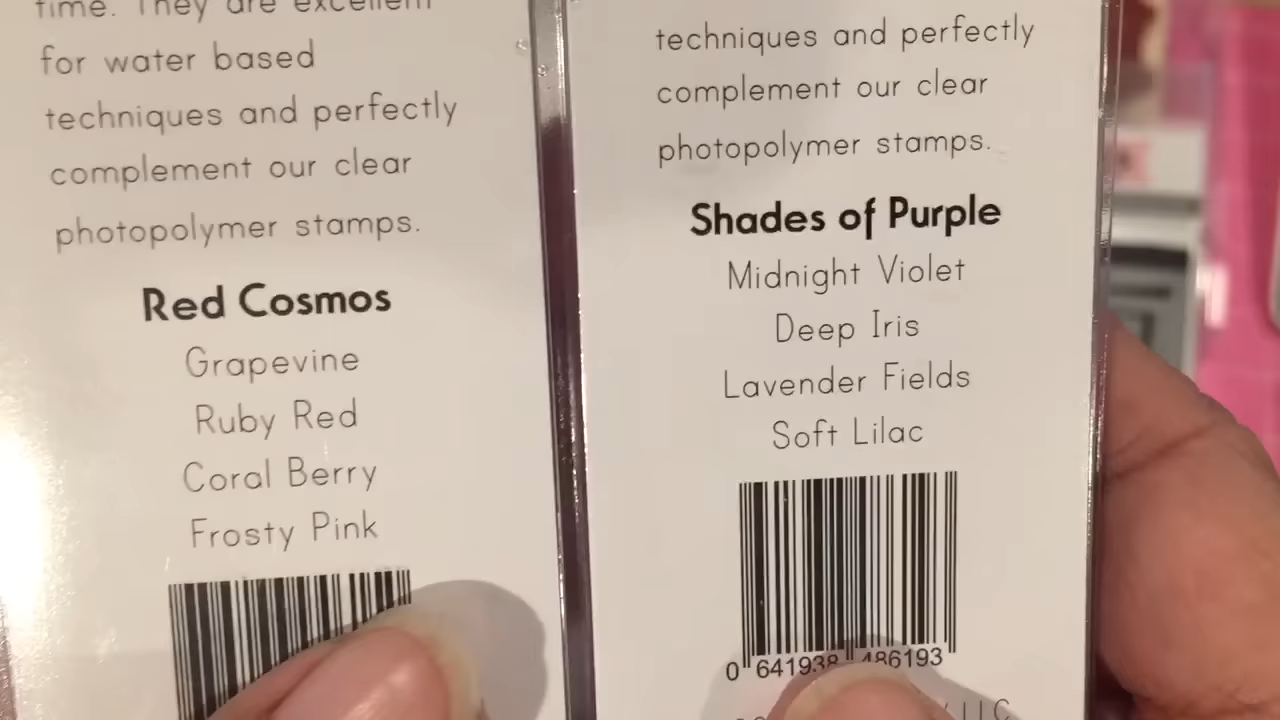 time. They are excellent
for water based
techniques and perfectly
complement our clear
photopolymer stamps.
Red Cosmos
Grapevine
Ruby Red
Coral Berry
Frosty Pink
techniques and perfectly
complement our clear
photopolymer stamps.
Shades of Purple
Midnight Violet
Deep Iris
Lavender Fields
Soft Lilac
0 641938 486193
LLC